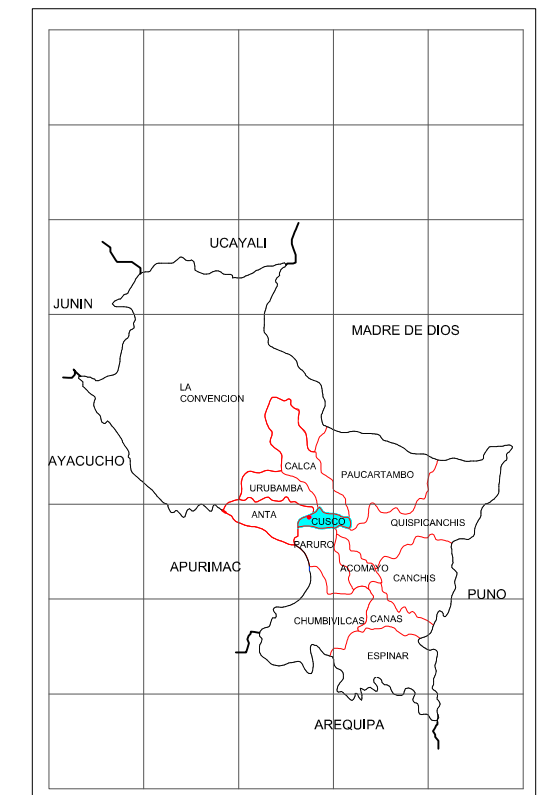 UCAYALI
JUNIN
MADRE DE DIOS
LA
CONVENCION
AYACUCHO
CALCA
PAUCARTAMBO
URUBAMBA
ANTA
CUSCO
QUISPICANCHIS
PARURO
APURIMAC
ACOMAYO
CANCHIS
PUNO
CHUMBIVILCAS
CANAS
ESPINAR
AREQUIPA